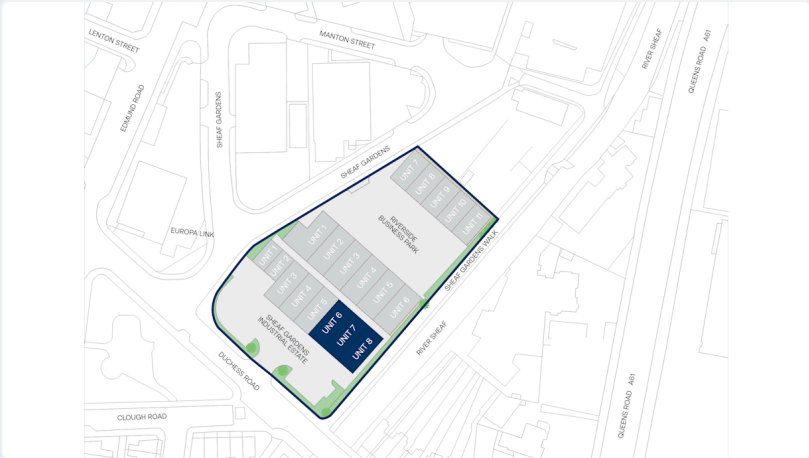 LENTON STREET
MANTON STREET
RIVER SHEAF
QUEENS ROAD A61
EDMUND ROAD
SHEAF GARDENS
SHEAF GARDENS
UNIT 7
UNIT 8
UNIT 9
UNIT 10
UNIT 11
RIVERSIDE
BUSINESS PARK
EUROPA LINK
UNIT 1
UNIT 2
UNIT 3
UNIT 4
UNIT 5
UNIT 6
SHEAF GARDENS WALK
UNIT 1
UNIT 2
UNIT 3
UNIT 4
UNIT 5
UNIT 6
UNIT 7
UNIT 8
SHEAF GARDENS
INDUSTRIAL ESTATE
RIVER SHEAF
DUCHESS ROAD
CLOUGH ROAD
QUEENS ROAD A61